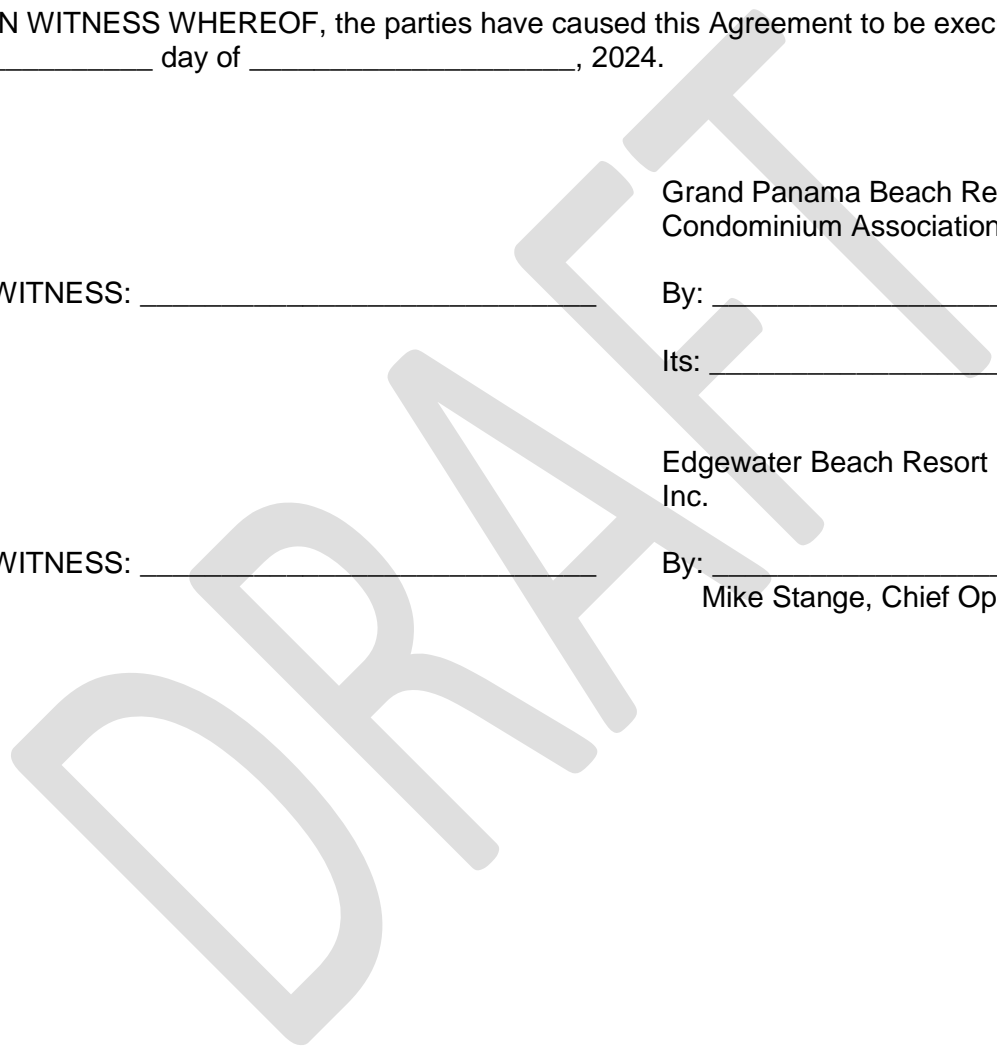 N WITNESS WHEREOF, the parties have caused this Agreement to be exec
__________ day of ____________________, 2024.
Grand Panama Beach Re
Condominium Association
WITNESS: ____________________________ By: __________________
Its: __________________
Edgewater Beach Resort
Inc.
WITNESS: ____________________________ By: __________________
Mike Stange, Chief Op
DRAFT